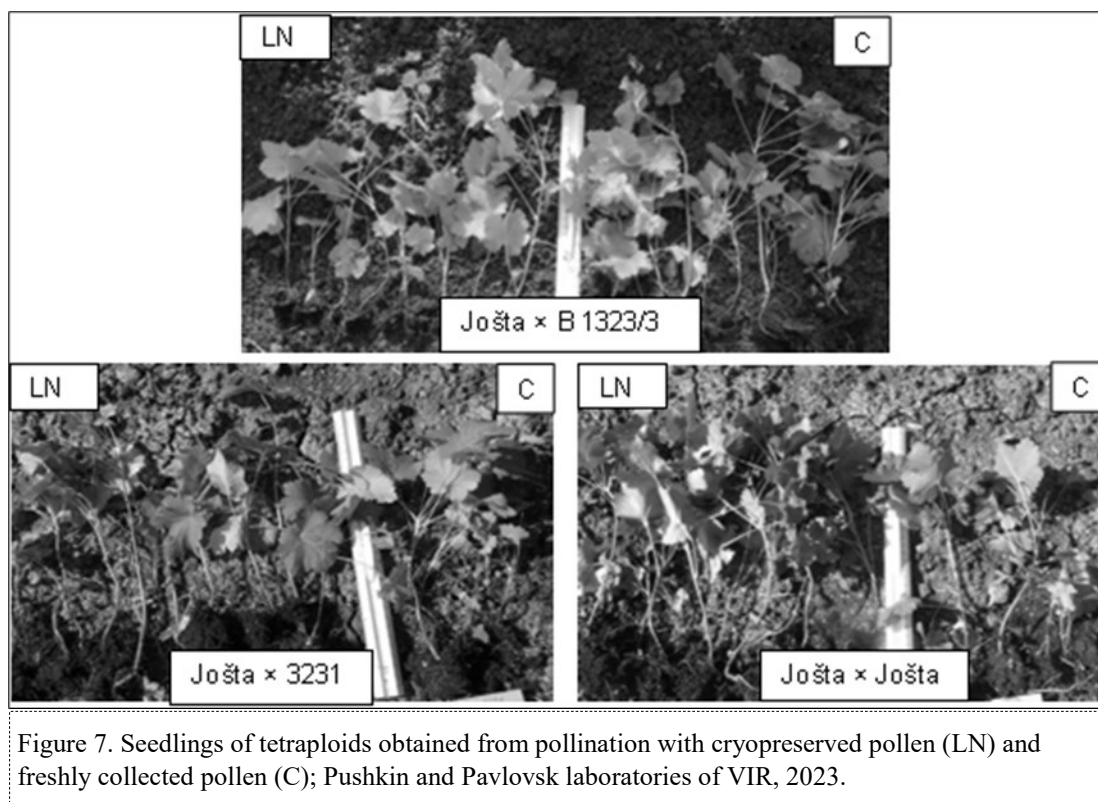 LN
C
Jošta × B 1323/3
LN
C
LN
C
Jošta × 3231
Jošta × Jošta
Figure 7. Seedlings of tetraploids obtained from pollination with cryopreserved pollen (LN) and
freshly collected pollen (C); Pushkin and Pavlovsk laboratories of VIR, 2023.